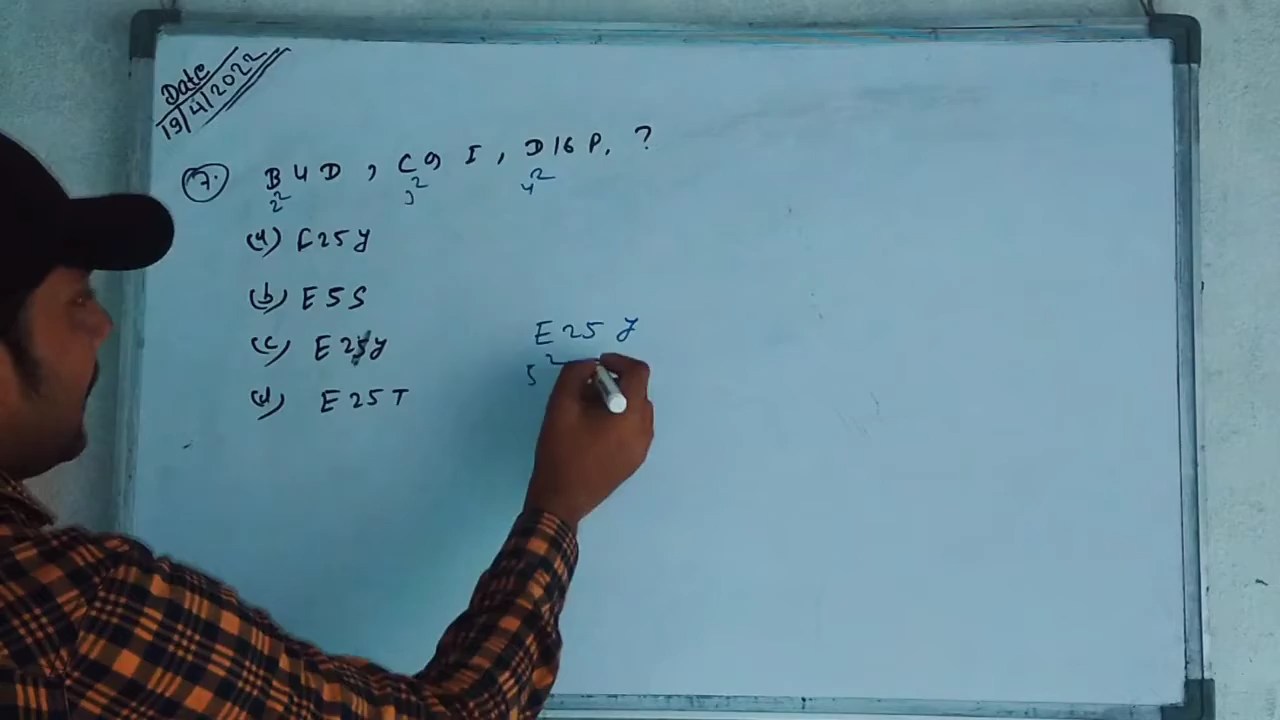 Date
19/4/2022
7. B 4 D , C 9 I , D 16 P , ?
2² 3² 4²
(a) F 25 Y
(b) E 5 S
(c) E 25 Y
(d) E 25 T
E 25 Y
5²